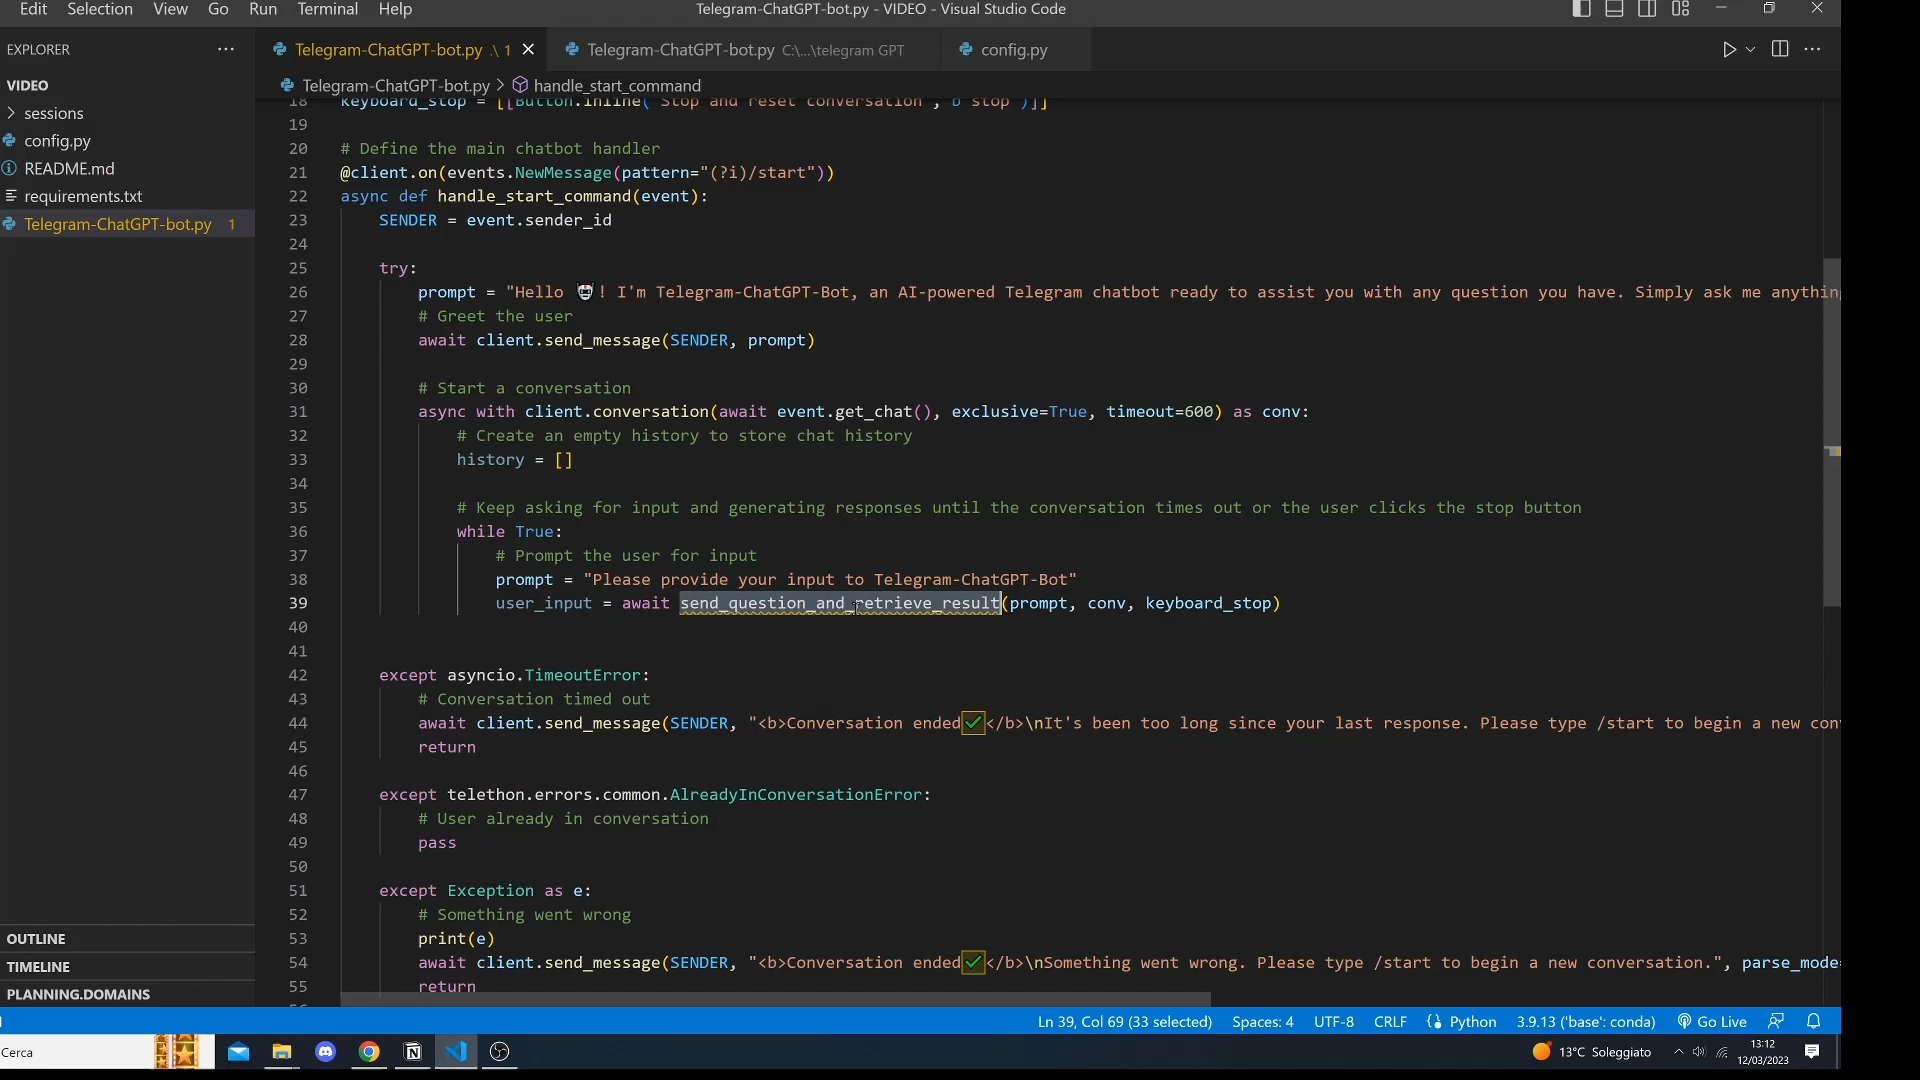 Edit Selection View Go Run Terminal Help
Telegram-ChatGPT-bot.py - VIDEO - Visual Studio Code
EXPLORER
Telegram-ChatGPT-bot.py .\ 1
Telegram-ChatGPT-bot.py C:\...\telegram GPT
config.py
VIDEO
sessions
config.py
README.md
requirements.txt
Telegram-ChatGPT-bot.py 1
Telegram-ChatGPT-bot.py > handle_start_command
18 keyboard_stop = [[Button.inline("Stop and reset conversation", b"stop")]]
19
20 # Define the main chatbot handler
21 @client.on(events.NewMessage(pattern="(?i)/start"))
22 async def handle_start_command(event):
23 SENDER = event.sender_id
24
25 try:
26 prompt = "Hello 🤖! I'm Telegram-ChatGPT-Bot, an AI-powered Telegram chatbot ready to assist you with any question you have. Simply ask me anythin
27 # Greet the user
28 await client.send_message(SENDER, prompt)
29
30 # Start a conversation
31 async with client.conversation(await event.get_chat(), exclusive=True, timeout=600) as conv:
32 # Create an empty history to store chat history
33 history = []
34
35 # Keep asking for input and generating responses until the conversation times out or the user clicks the stop button
36 while True:
37 # Prompt the user for input
38 prompt = "Please provide your input to Telegram-ChatGPT-Bot"
39 user_input = await send_question_and_retrieve_result(prompt, conv, keyboard_stop)
40
41
42 except asyncio.TimeoutError:
43 # Conversation timed out
44 await client.send_message(SENDER, "<b>Conversation ended✅</b>\nIt's been too long since your last response. Please type /start to begin a new con
45 return
46
47 except telethon.errors.common.AlreadyInConversationError:
48 # User already in conversation
49 pass
50
51 except Exception as e:
52 # Something went wrong
53 print(e)
54 await client.send_message(SENDER, "<b>Conversation ended✅</b>\nSomething went wrong. Please type /start to begin a new conversation.", parse_mode=
55 return
OUTLINE
TIMELINE
PLANNING.DOMAINS
Ln 39, Col 69 (33 selected) Spaces: 4 UTF-8 CRLF Python 3.9.13 ('base': conda) Go Live
Cerca
13°C Soleggiato
13:12
12/03/2023